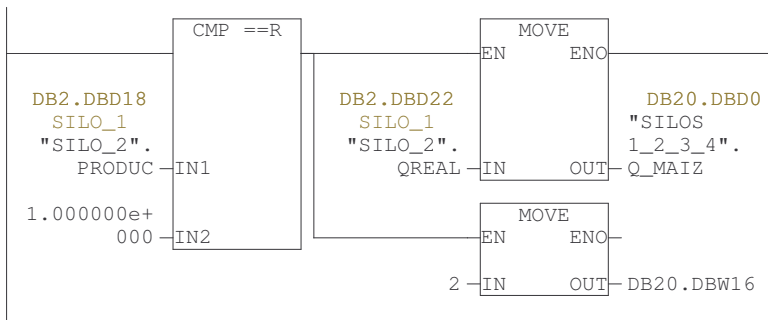 CMP ==R
MOVE
EN ENO
DB2.DBD18
DB2.DBD22
DB20.DBD0
SILO_1
SILO_1
"SILOS
"SILO_2".
"SILO_2".
1_2_3_4".
PRODUC IN1
QREAL IN OUT Q_MAIZ
1.000000e+
MOVE
000 IN2
EN ENO
2 IN OUT DB20.DBW16